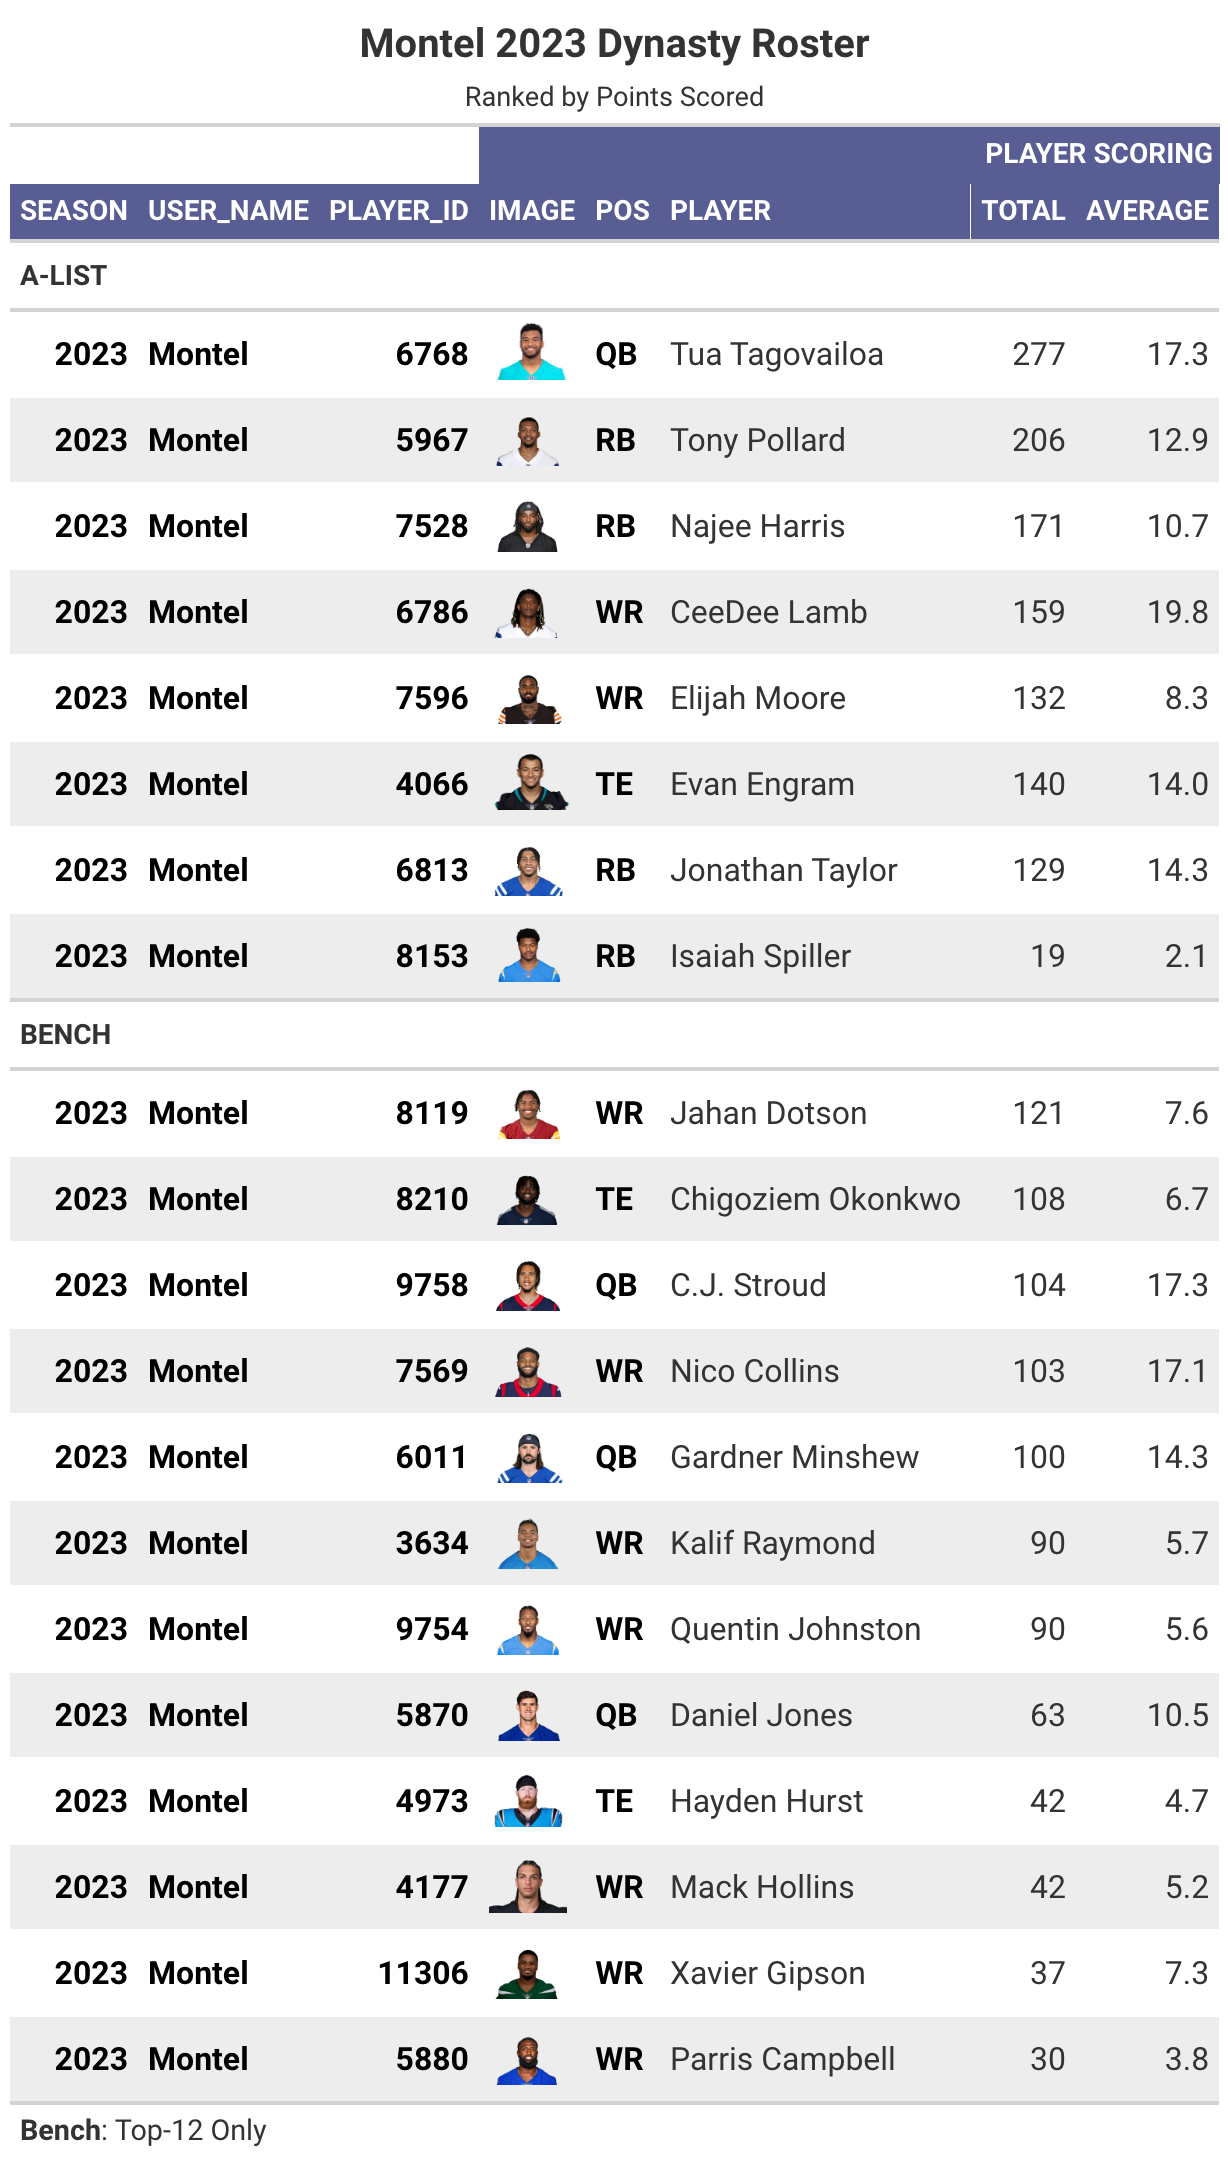 Montel 2023 Dynasty Roster
Ranked by Points Scored
PLAYER SCORING
SEASON USER_NAME PLAYER_ID IMAGE POS PLAYER TOTAL AVERAGE
A-LIST
2023 Montel 6768 QB Tua Tagovailoa 277 17.3
2023 Montel 5967 RB Tony Pollard 206 12.9
2023 Montel 7528 RB Najee Harris 171 10.7
2023 Montel 6786 WR CeeDee Lamb 159 19.8
2023 Montel 7596 WR Elijah Moore 132 8.3
2023 Montel 4066 TE Evan Engram 140 14.0
2023 Montel 6813 RB Jonathan Taylor 129 14.3
2023 Montel 8153 RB Isaiah Spiller 19 2.1
BENCH
2023 Montel 8119 WR Jahan Dotson 121 7.6
2023 Montel 8210 TE Chigoziem Okonkwo 108 6.7
2023 Montel 9758 QB C.J. Stroud 104 17.3
2023 Montel 7569 WR Nico Collins 103 17.1
2023 Montel 6011 QB Gardner Minshew 100 14.3
2023 Montel 3634 WR Kalif Raymond 90 5.7
2023 Montel 9754 WR Quentin Johnston 90 5.6
2023 Montel 5870 QB Daniel Jones 63 10.5
2023 Montel 4973 TE Hayden Hurst 42 4.7
2023 Montel 4177 WR Mack Hollins 42 5.2
2023 Montel 11306 WR Xavier Gipson 37 7.3
2023 Montel 5880 WR Parris Campbell 30 3.8
Bench: Top-12 Only